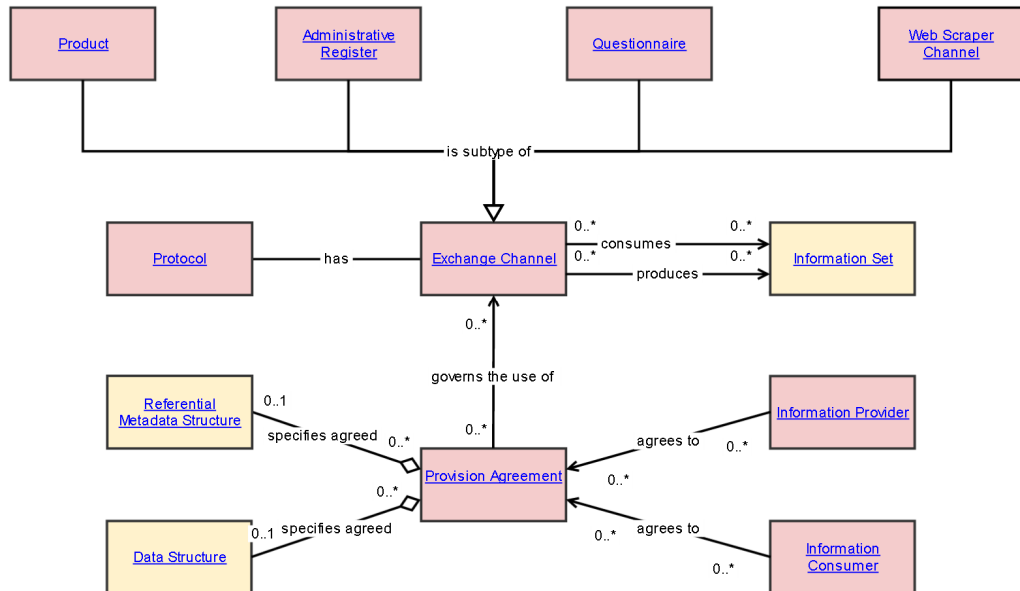 Product
Administrative
Register
Questionnaire
Web Scraper
Channel
is subtype of
Protocol
has
Exchange Channel
0..*
consumes
0..*
0..*
produces
0..*
Information Set
0..*
governs the use of
0..*
Referential
Metadata Structure
0..1
specifies agreed
0..*
Provision Agreement
agrees to
0..*
0..*
Information Provider
Data Structure
0..1
specifies agreed
0..*
0..*
agrees to
0..*
Information
Consumer